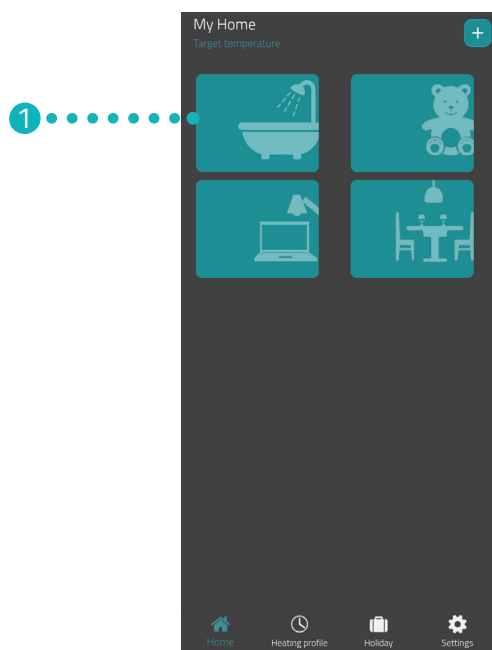 My Home
+
Target temperature
1
Home
Heating profile
Holiday
Settings